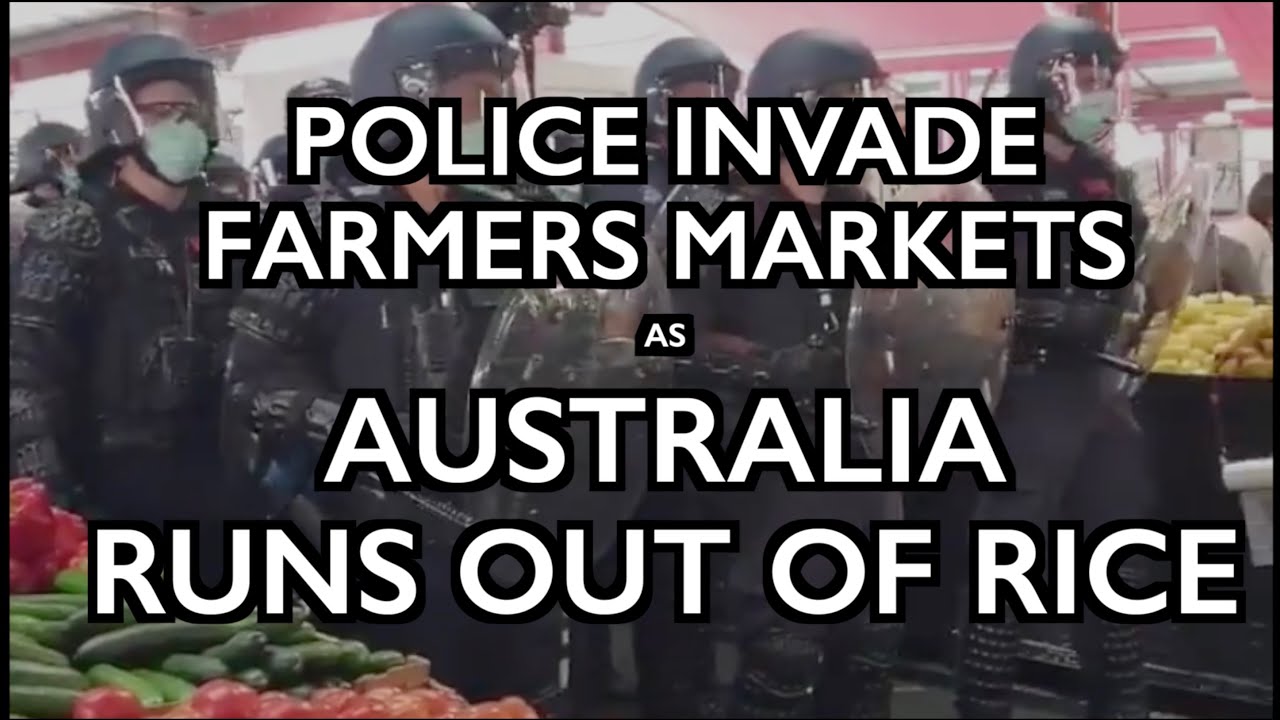 POLICE INVADE
FARMERS MARKETS
AS
AUSTRALIA
RUNS OUT OF RICE